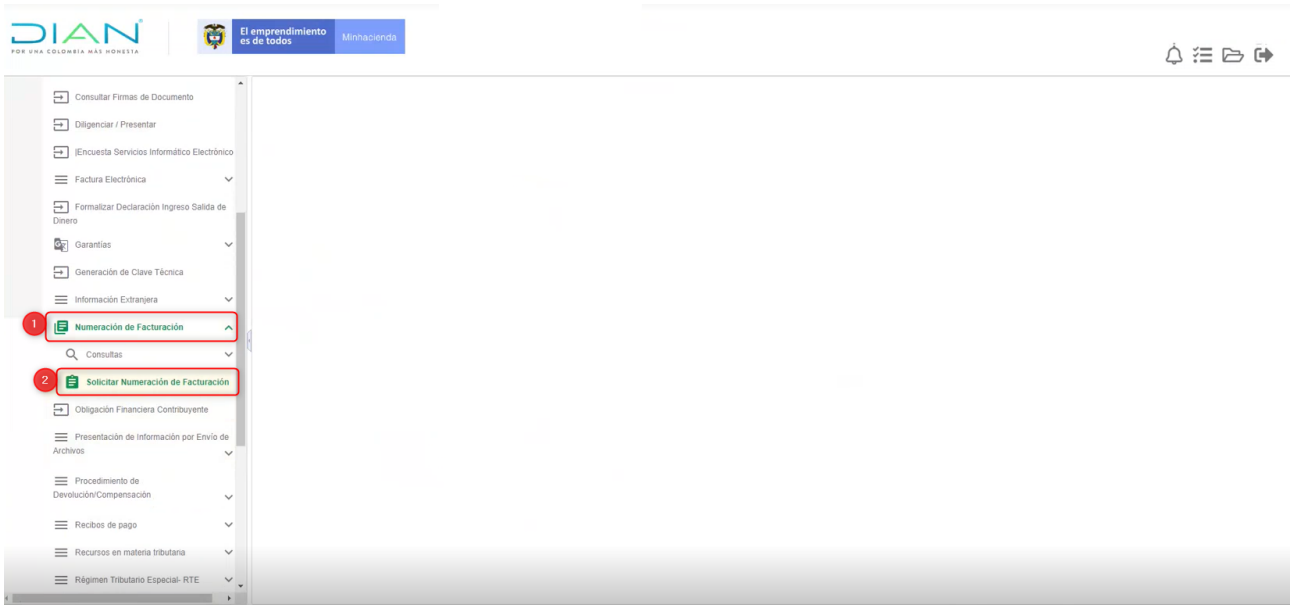 DIAN
POR UNA COLOMBIA MÁS HONESTA
El emprendimiento
es de todos
Minhacienda
Consultar Firmas de Documento
Diligenciar / Presentar
|Encuesta Servicios Informático Electrónico
Factura Electrónica
Formalizar Declaración Ingreso Salida de
Dinero
Garantías
Generación de Clave Técnica
Información Extranjera
1
Numeración de Facturación
Consultas
2
Solicitar Numeración de Facturación
Obligación Financiera Contribuyente
Presentación de Información por Envío de
Archivos
Procedimiento de
Devolución/Compensación
Recibos de pago
Recursos en materia tributaria
Régimen Tributario Especial- RTE